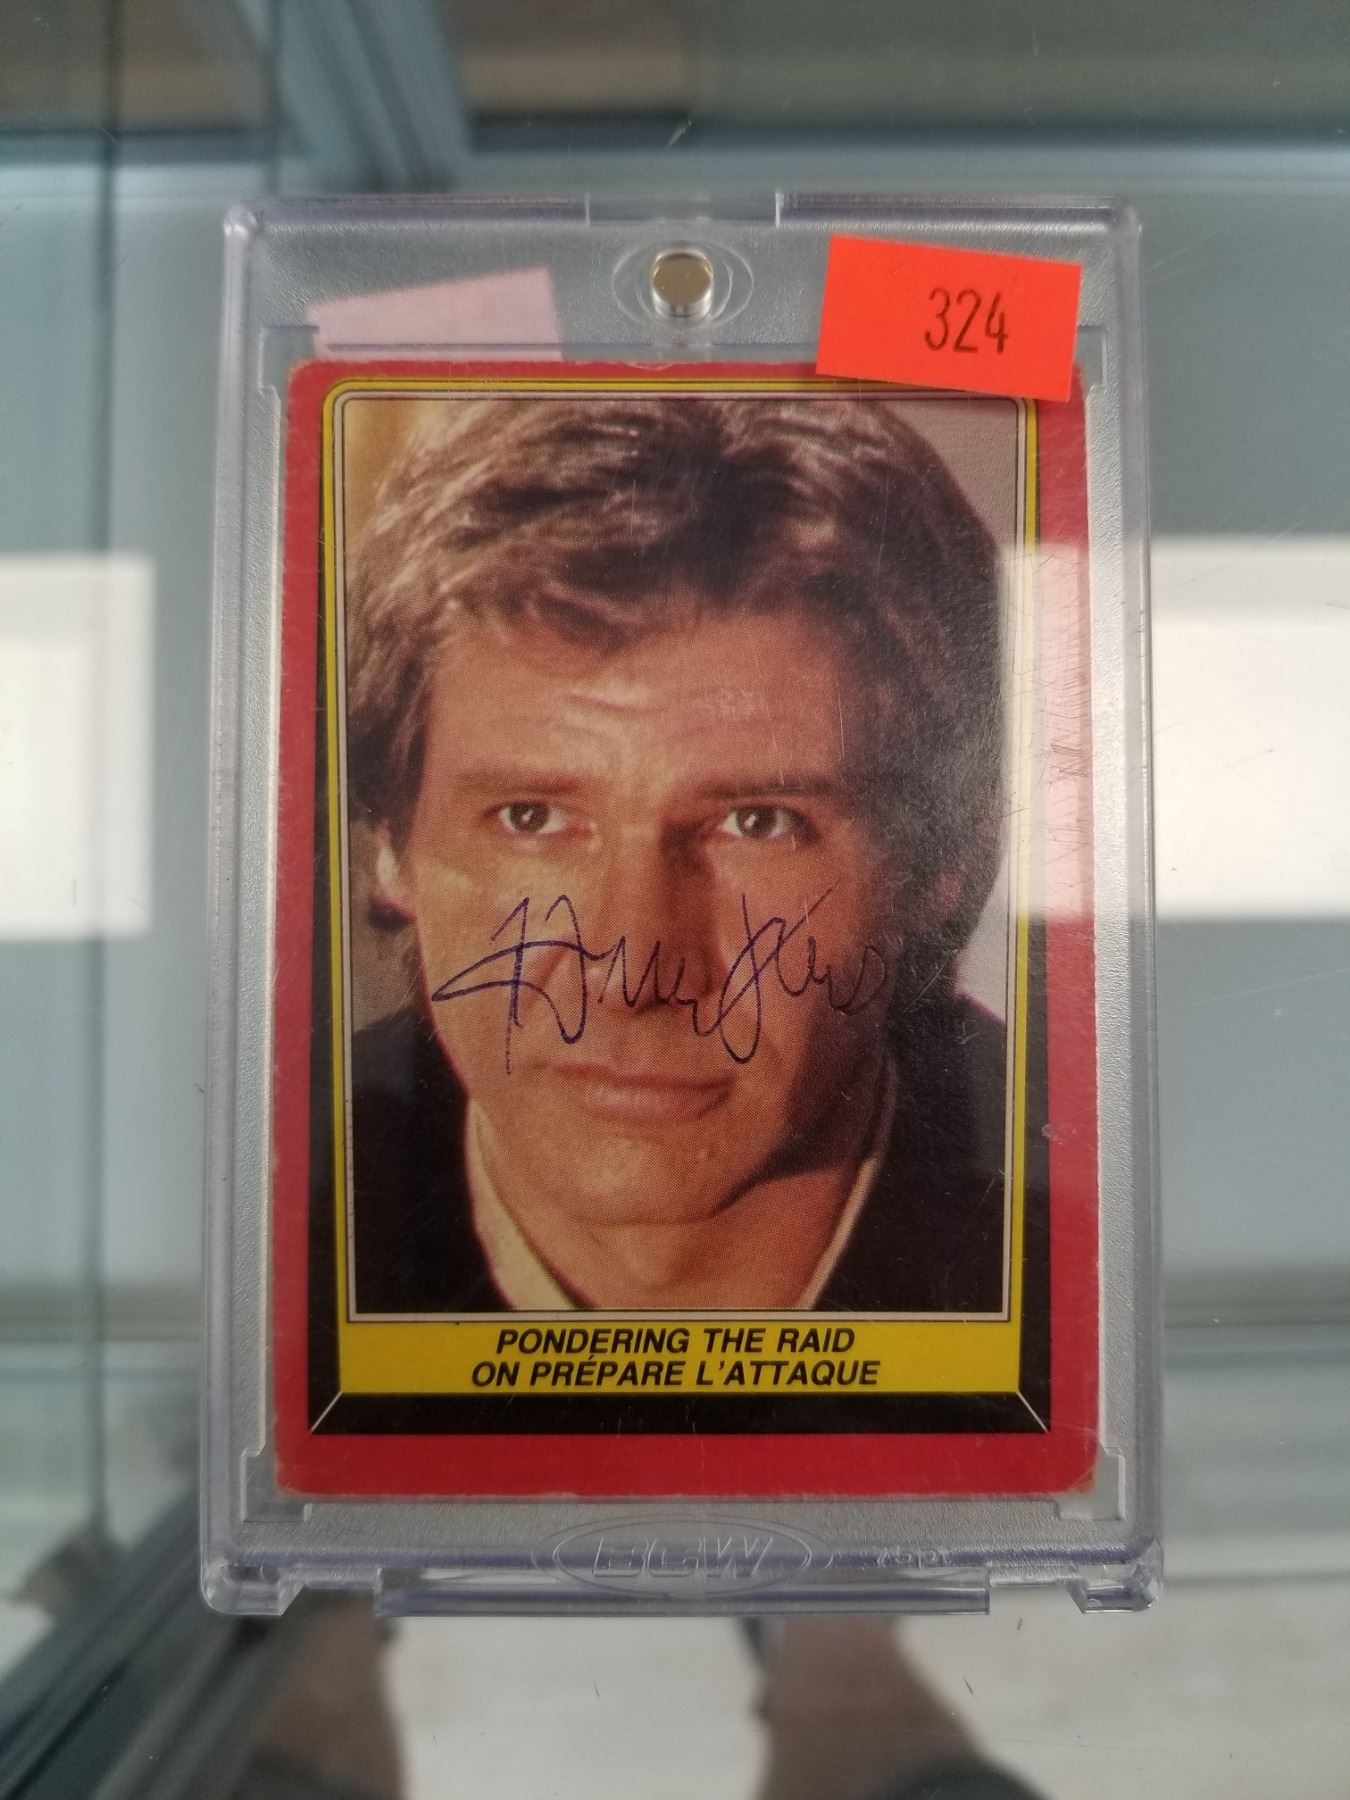 324
PONDERING THE RAID
ON PRÉPARE L'ATTAQUE
BCW